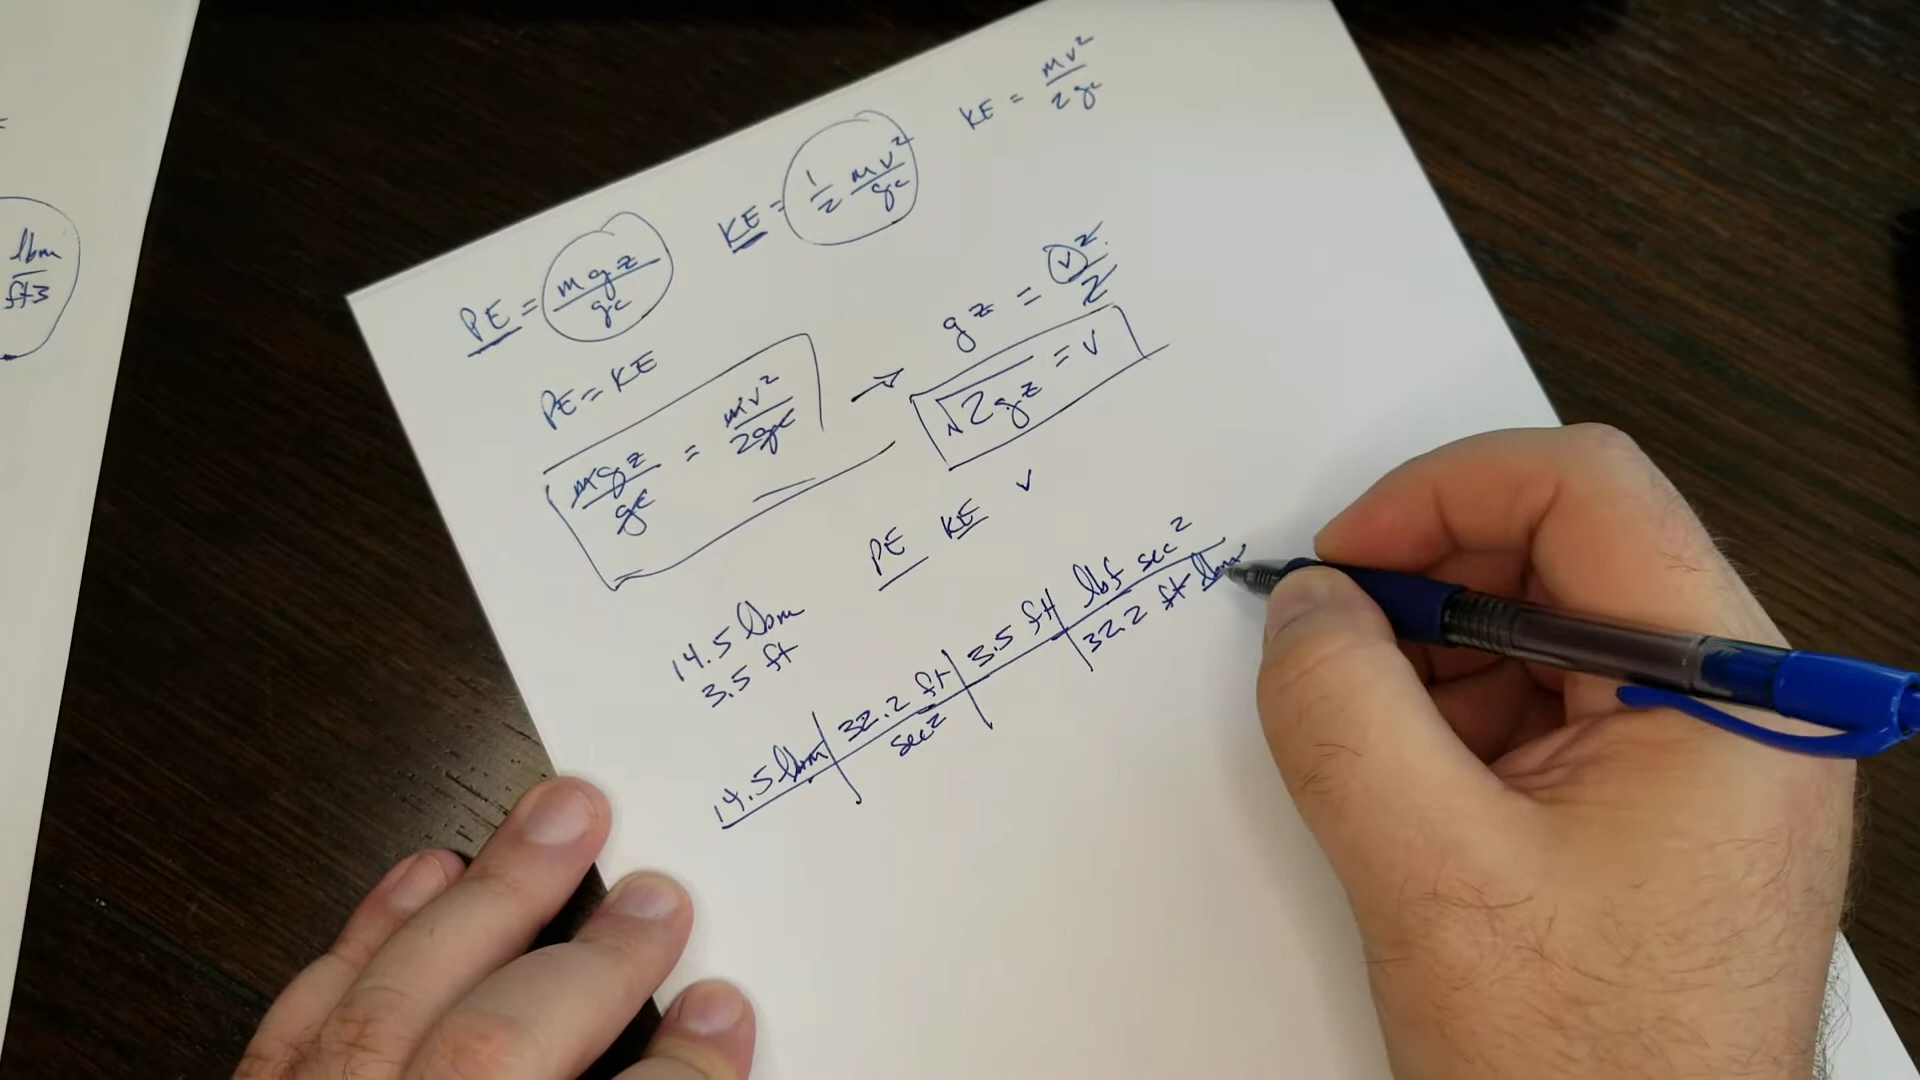 =
lbm
ft3
PE = mgz/gc
KE = 1/2 mv²/gc
KE = mv²/2gc
PE = KE
mgz/gc = mv²/2gc → gz = v²/2
√2gz = v
PE KE v
14.5 lbm
3.5 ft
14.5 lbm | 32.2 ft | 3.5 ft | lbf sec²
sec² 32.2 ft lbm